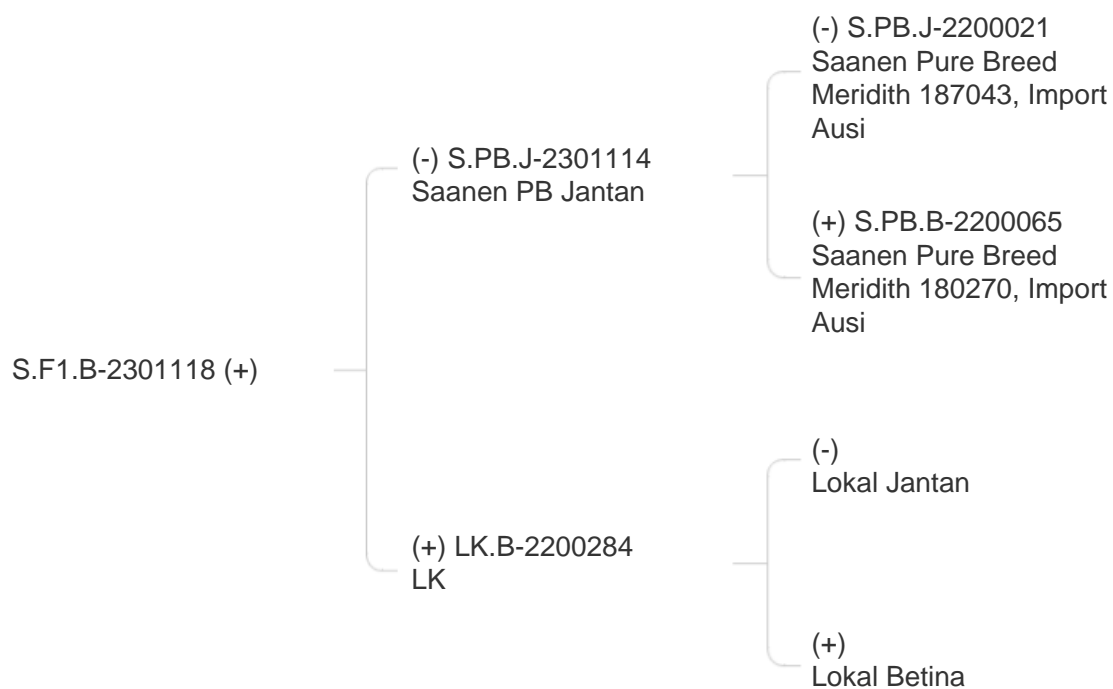 (-) S.PB.J-2200021
Saanen Pure Breed
Meridith 187043, Import
Ausi
(-) S.PB.J-2301114
Saanen PB Jantan
(+) S.PB.B-2200065
Saanen Pure Breed
Meridith 180270, Import
Ausi
S.F1.B-2301118 (+)
(-)
Lokal Jantan
(+) LK.B-2200284
LK
(+)
Lokal Betina